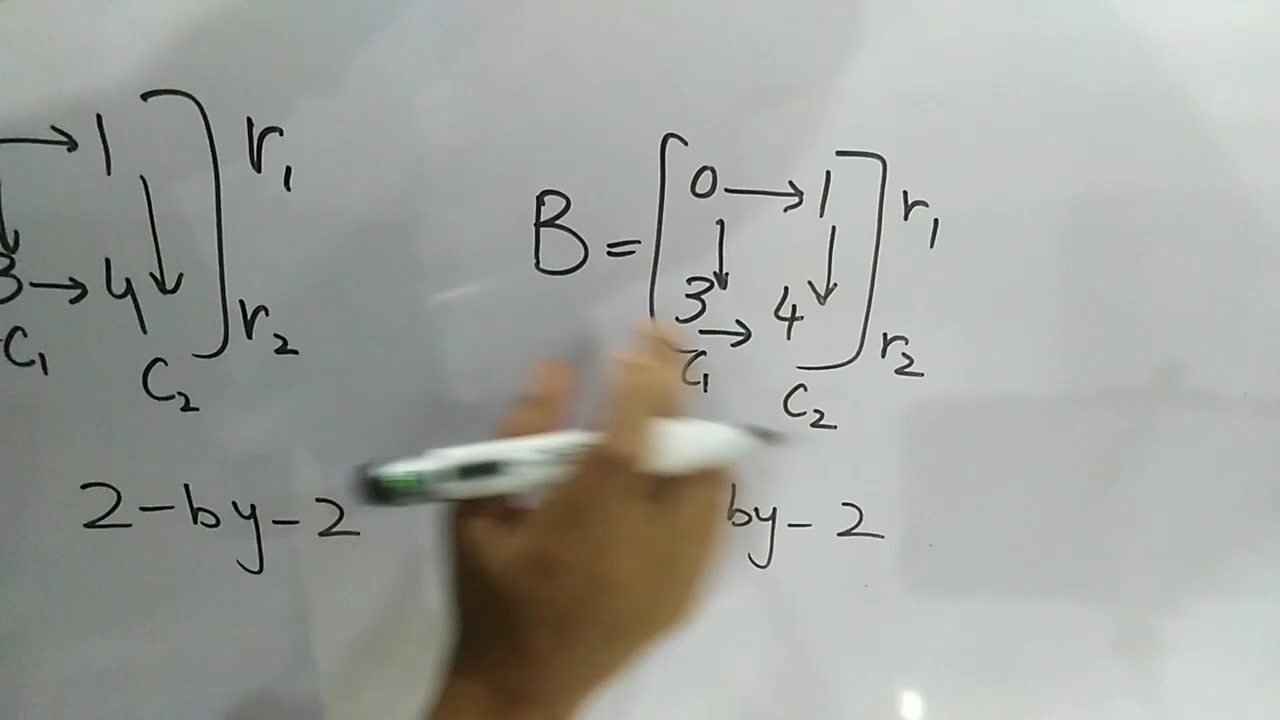 → 1 r₁
3 → 4 r₂
C₁ C₂
2-by-2
B = [0 → 1 r₁
3 → 4] r₂
C₁ C₂
by-2